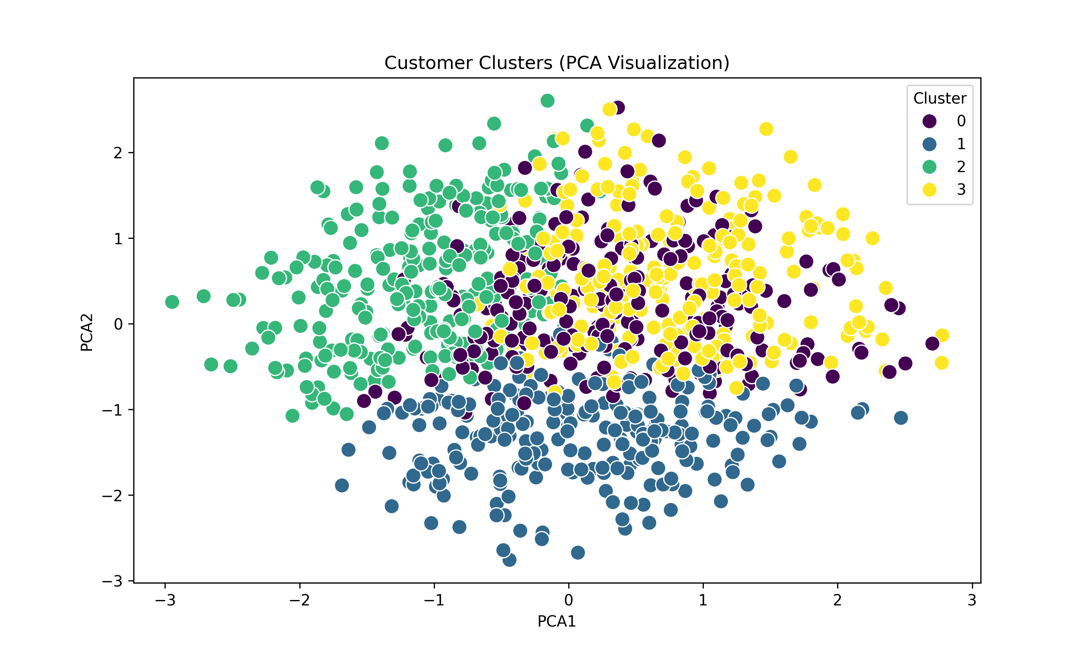 Customer Clusters (PCA Visualization)
Cluster
0
1
2
3
PCA2
2
1
0
−1
−2
−3
−3 −2 −1 0 1 2 3
PCA1